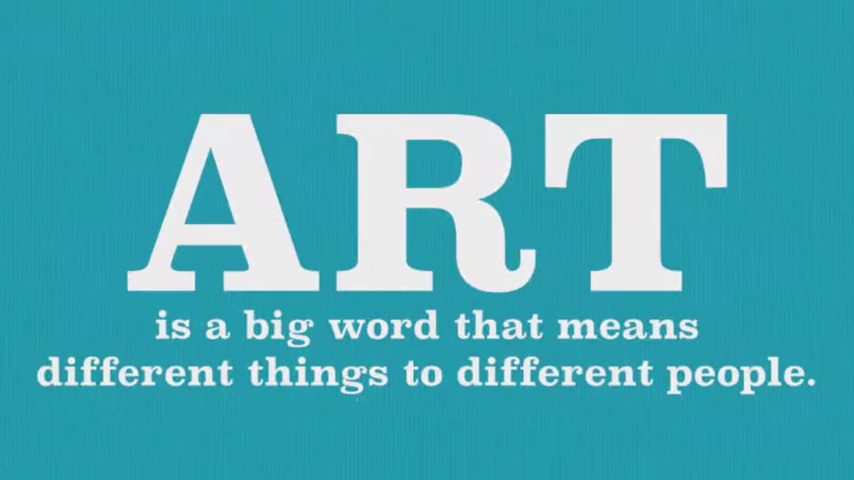 ART
is a big word that means
different things to different people.